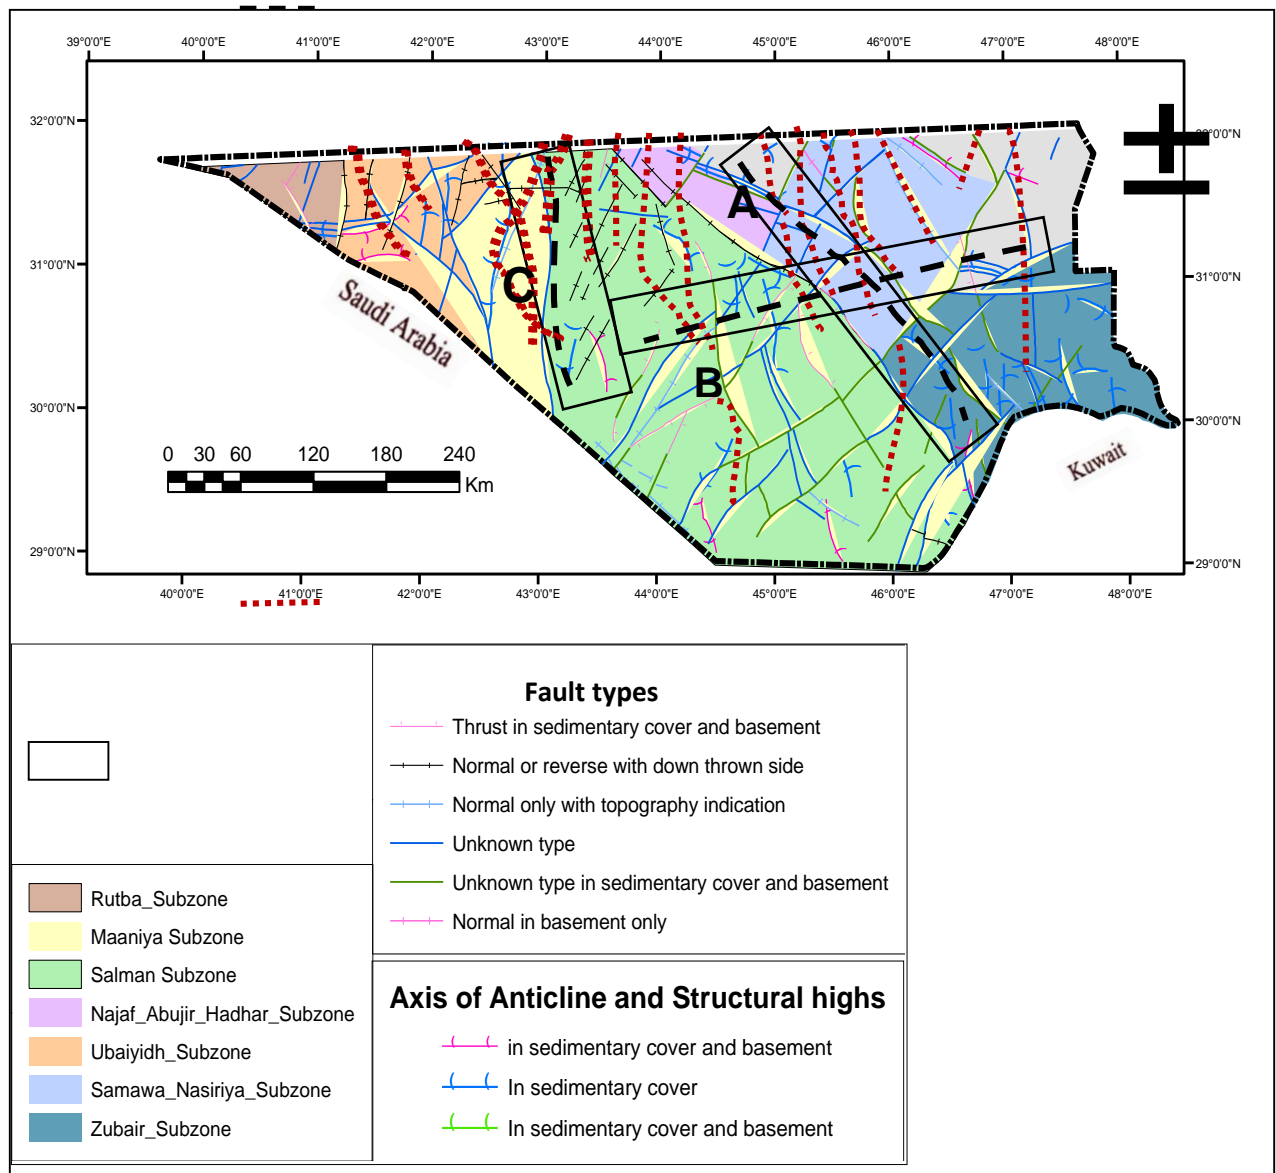 39°0'0"E 40°0'0"E 41°0'0"E 42°0'0"E 43°0'0"E 44°0'0"E 45°0'0"E 46°0'0"E 47°0'0"E 48°0'0"E
32°0'0"N
31°0'0"N 31°0'0"N
30°0'0"N 30°0'0"N
29°0'0"N 29°0'0"N
A
C
B
Saudi Arabia
Kuwait
0 30 60 120 180 240
Km
40°0'0"E 41°0'0"E 42°0'0"E 43°0'0"E 44°0'0"E 45°0'0"E 46°0'0"E 47°0'0"E 48°0'0"E
Fault types
Thrust in sedimentary cover and basement
Normal or reverse with down thrown side
Normal only with topography indication
Unknown type
Unknown type in sedimentary cover and basement
Normal in basement only
Rutba_Subzone
Maaniya Subzone
Salman Subzone
Najaf_Abujir_Hadhar_Subzone
Ubaiyidh_Subzone
Samawa_Nasiriya_Subzone
Zubair_Subzone
Axis of Anticline and Structural highs
in sedimentary cover and basement
In sedimentary cover
In sedimentary cover and basement